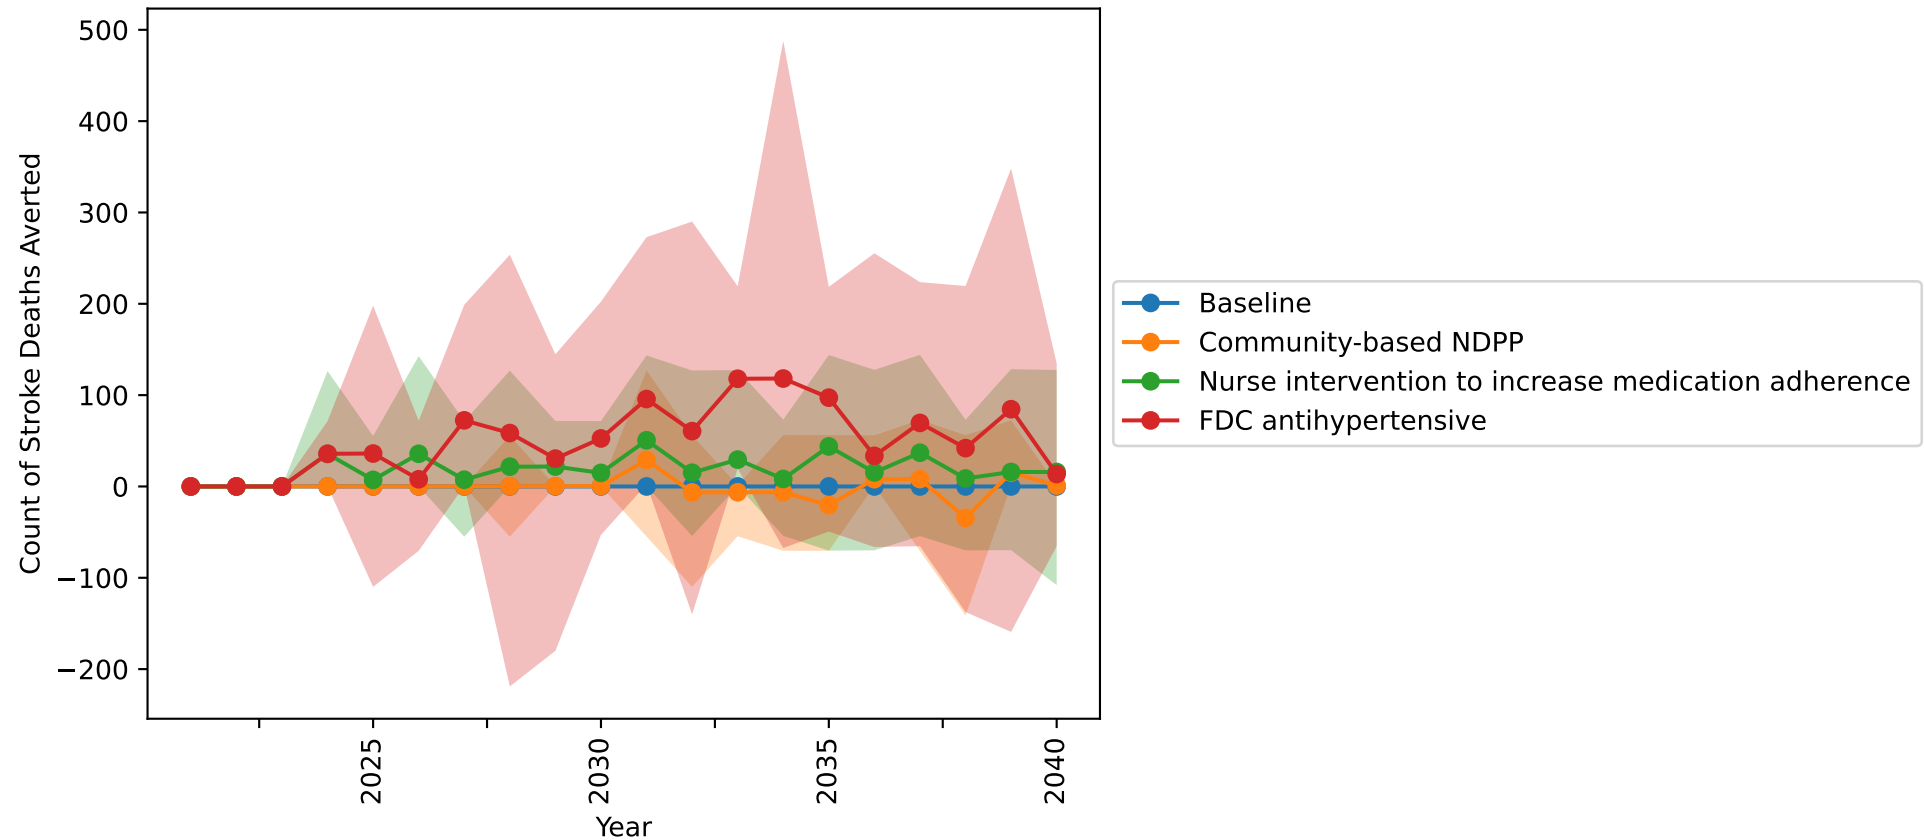 500
400
300
200
100
0
−100
−200
Count of Stroke Deaths Averted
2025
2030
2035
2040
Year
Baseline
Community-based NDPP
Nurse intervention to increase medication adherence
FDC antihypertensive